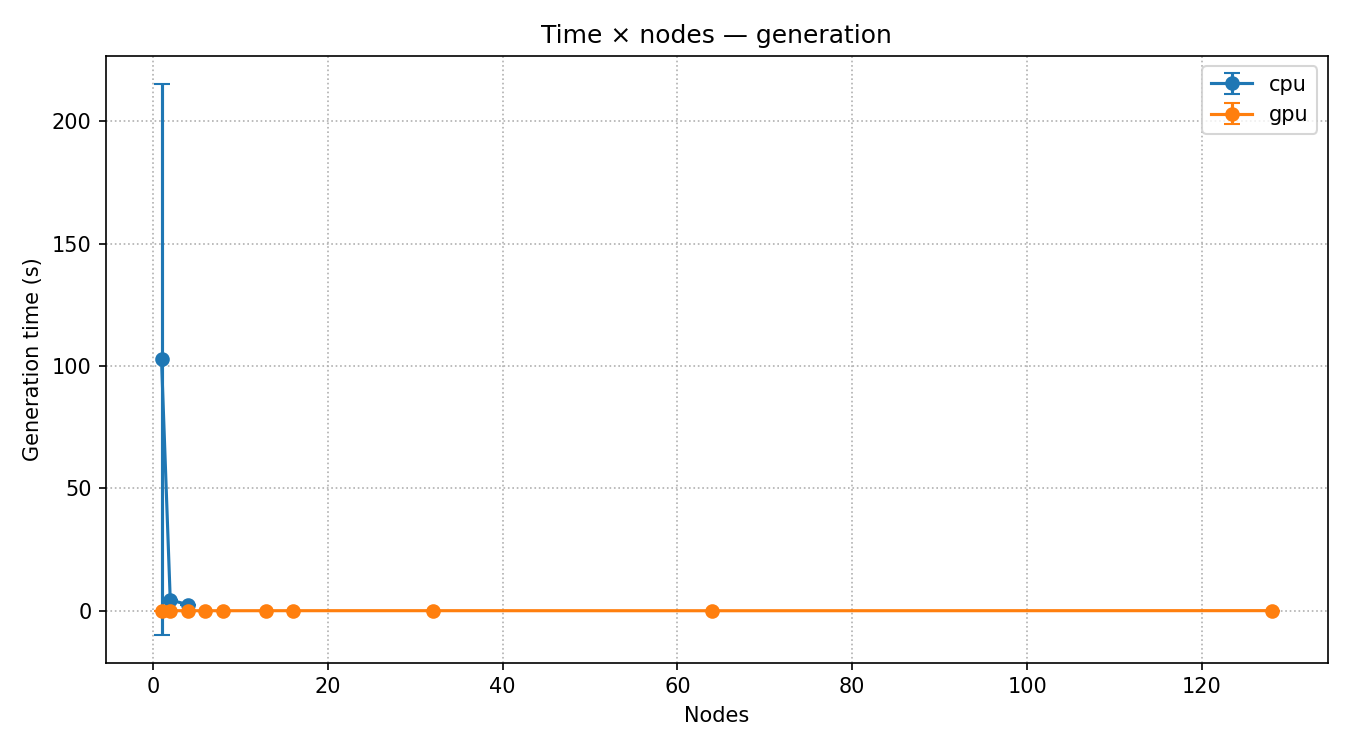 Time × nodes — generation
cpu
gpu
200
150
100
50
0
Generation time (s)
0 20 40 60 80 100 120
Nodes